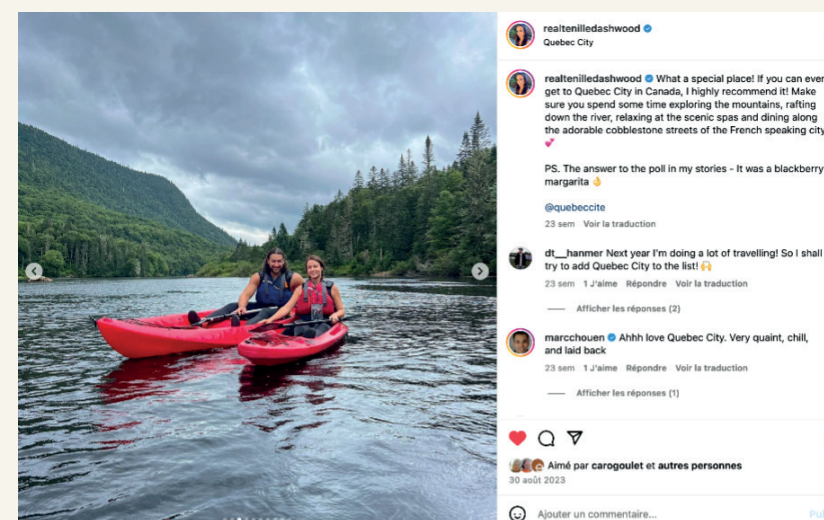 realtenilledashwood
Quebec City
realtenilledashwood What a special place! If you can ever
get to Quebec City in Canada, I highly recommend it! Make
sure you spend some time exploring the mountains, rafting
down the river, relaxing at the scenic spas and dining along
the adorable cobblestone streets of the French speaking city
💕
PS. The answer to the poll in my stories - It was a blackberry
margarita 👌
@quebeccite
23 sem Voir la traduction
dt__hanmer Next year I'm doing a lot of travelling! So I shall
try to add Quebec City to the list! 🙌
23 sem 1 J'aime Répondre Voir la traduction
Afficher les réponses (2)
marcchouen Ahhh love Quebec City. Very quaint, chill,
and laid back
23 sem 1 J'aime Répondre Voir la traduction
Afficher les réponses (1)
Aimé par carogoulet et autres personnes
30 août 2023
Ajouter un commentaire...